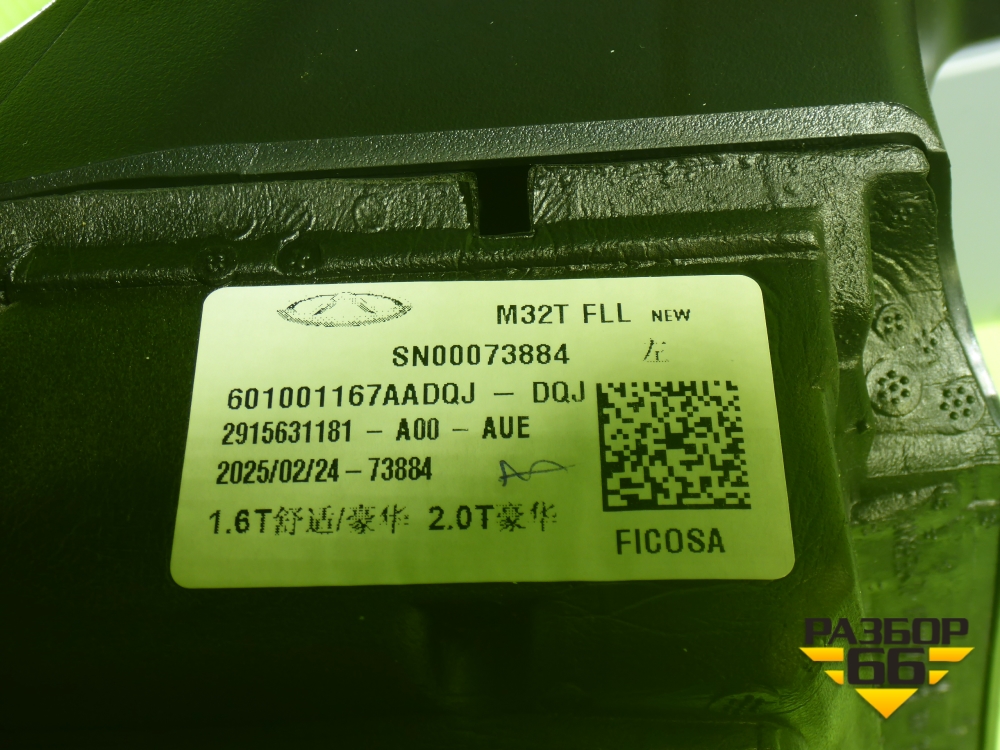 M32T FLL NEW
SN00073884 左
601001167AADQJ - DQJ
2915631181 - A00 - AUE
2025/02/24-73884
1.6T舒适/豪华 2.0T豪华
FICOSA
РАЗБОР
66